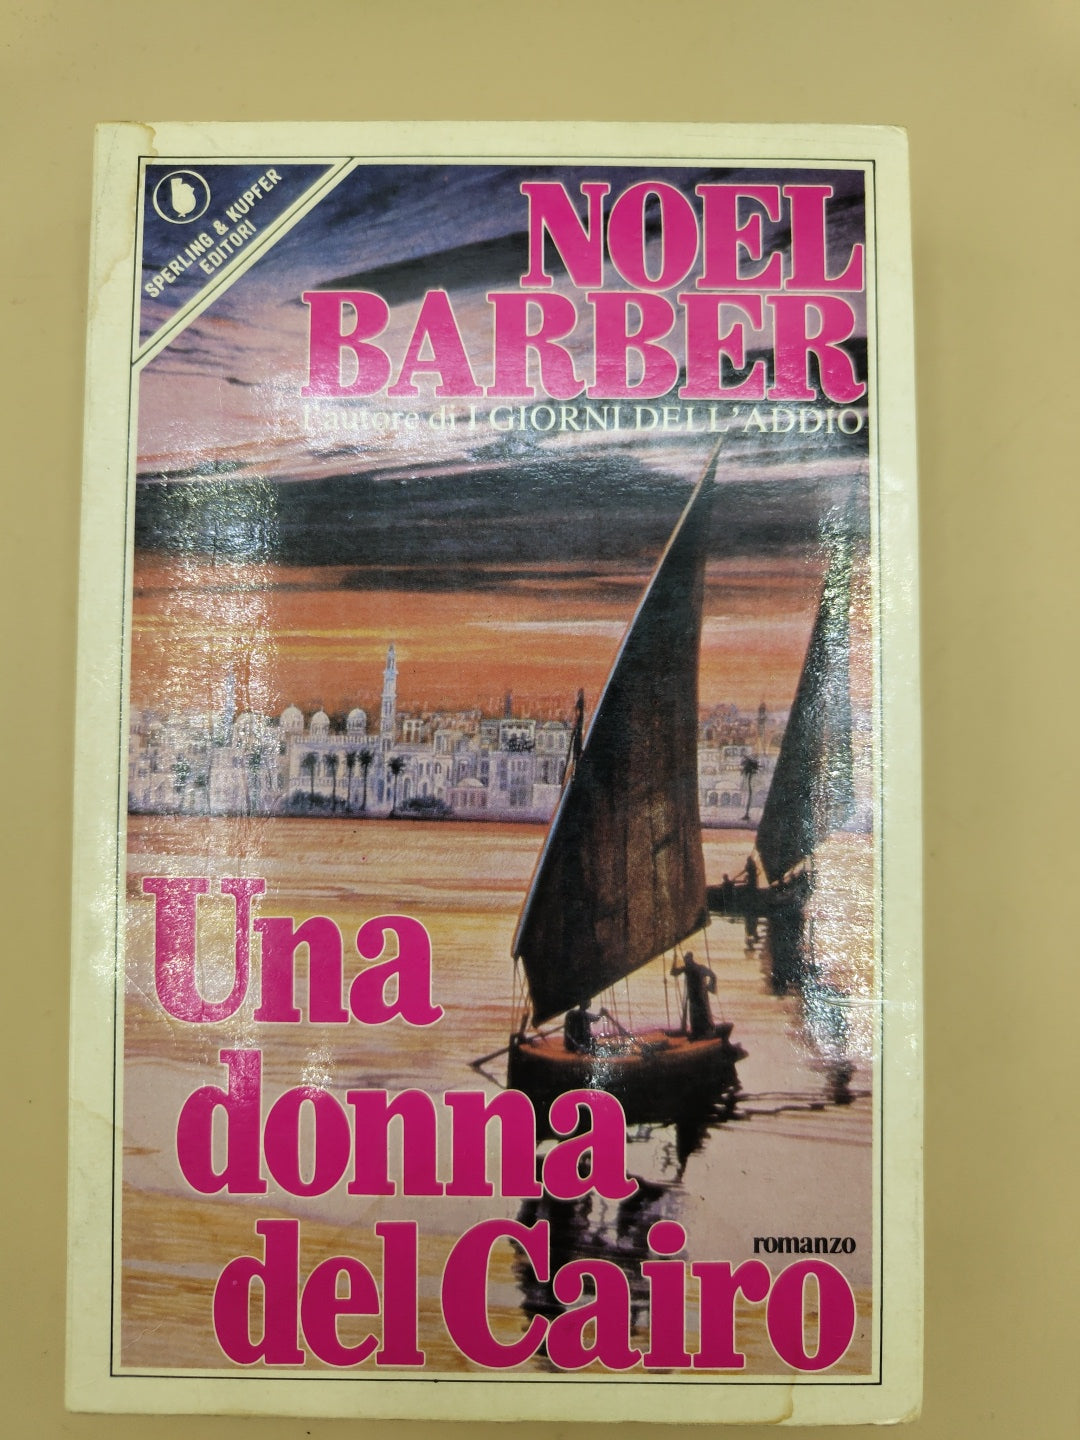 SPERLING & KUPFER
EDITORI
NOEL
BARBER
l'autore di I GIORNI DELL'ADDIO
Una
donna
del Cairo
romanzo